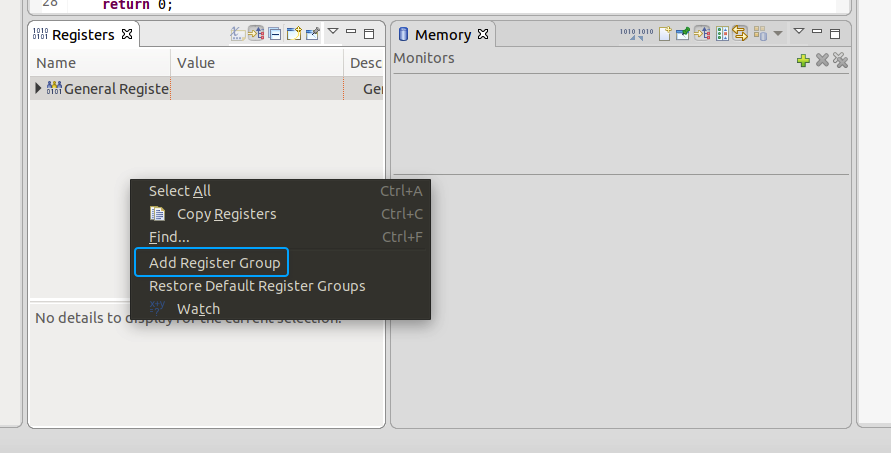 28 return 0;
Registers
Memory
Name Value Desc
Monitors
General Registe Ge
Select All Ctrl+A
Copy Registers Ctrl+C
Find... Ctrl+F
Add Register Group
Restore Default Register Groups
Watch
No details to display for the current selection.